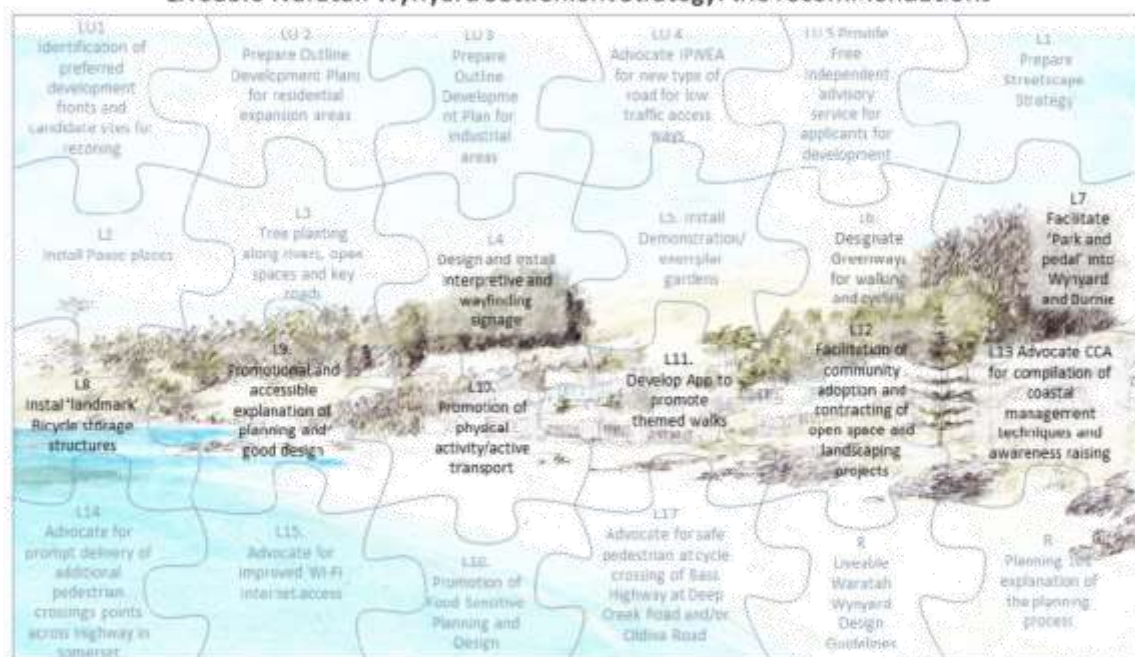 Liveable Waratah Wynyard Settlement Strategy: the recommendations
LU1
Identification of
preferred
development
fronts and
candidate sites for
rezoning
LU 2
Prepare Outline
Development Plans
for residential
expansion areas
LU 3
Prepare
Outline
Developme
nt Plan for
industrial
areas
LU 4
Advocate IPWEA
for new type of
road for low
traffic access
ways
LU 5 Provide
Free
independent
advisory
service for
applicants for
development
L1.
Prepare
Streetscape
Strategy
L2
Install Pause places
L3
Tree planting
along rivers, open
spaces and key
roads
L4
Design and install
interpretive and
wayfinding
signage
L5. Install
Demonstration/
exemplar
gardens
L6
Designate
Greenways
for walking
and cycling
L7
Facilitate
'Park and
pedal' into
Wynyard
and Burnie
L8
Instal 'landmark'
Bicycle storage
structures
L9.
Promotional and
accessible
explanation of
planning and
good design
L10.
Promotion of
physical
activity/active
transport
L11.
Develop App to
promote
themed walks
L12
Facilitation of
community
adoption and
contracting of
open space and
landscaping
projects
L13 Advocate CCA
for compilation of
coastal
management
techniques and
awareness raising
L14
Advocate for
prompt delivery of
additional
pedestrian
crossings points
across Highway in
Somerset
L15.
Advocate for
improved Wi-Fi
Internet access
L16.
Promotion of
Food Sensitive
Planning and
Design
L17
Advocate for safe
pedestrian at cycle
crossing of Bass
Highway at Deep
Creek Road and/or
Oldina Road
R
Liveable
Waratah
Wynyard
Design
Guidelines
R
Planning
explanation of
the planning
process